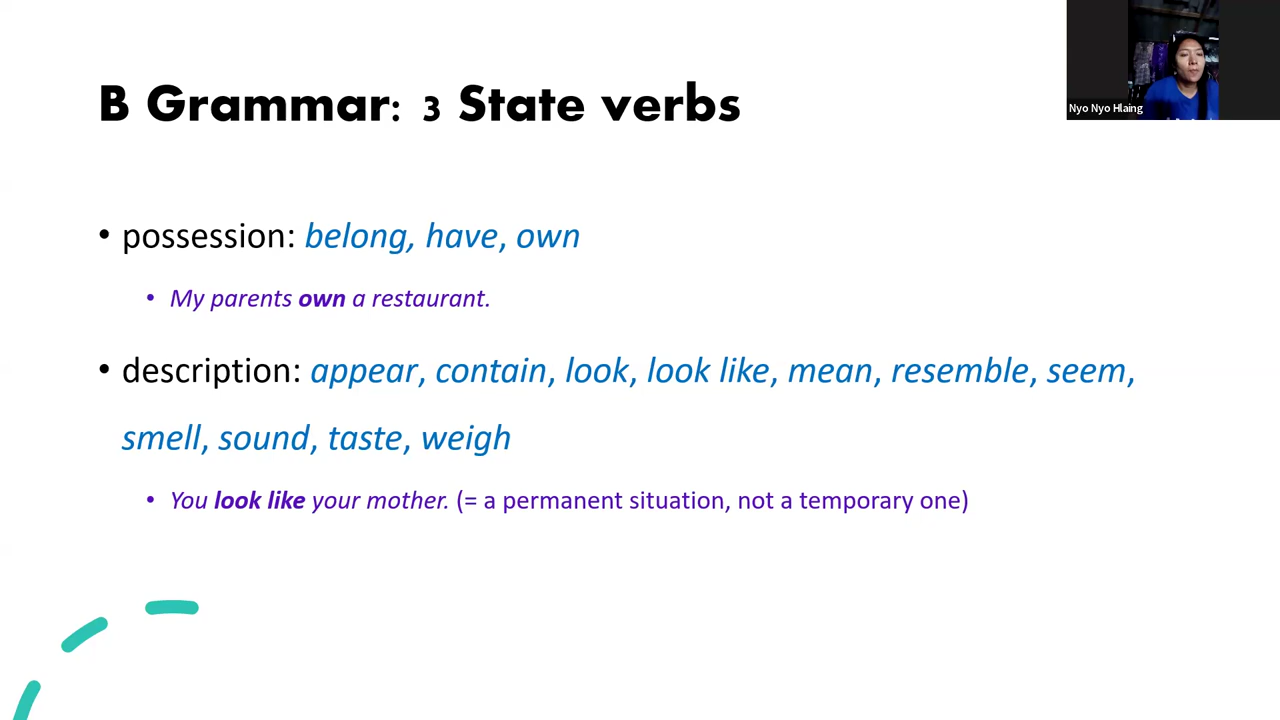 B Grammar: 3 State verbs
Nyo Nyo Hlaing
• possession: belong, have, own
• My parents own a restaurant.
• description: appear, contain, look, look like, mean, resemble, seem,
smell, sound, taste, weigh
• You look like your mother. (= a permanent situation, not a temporary one)